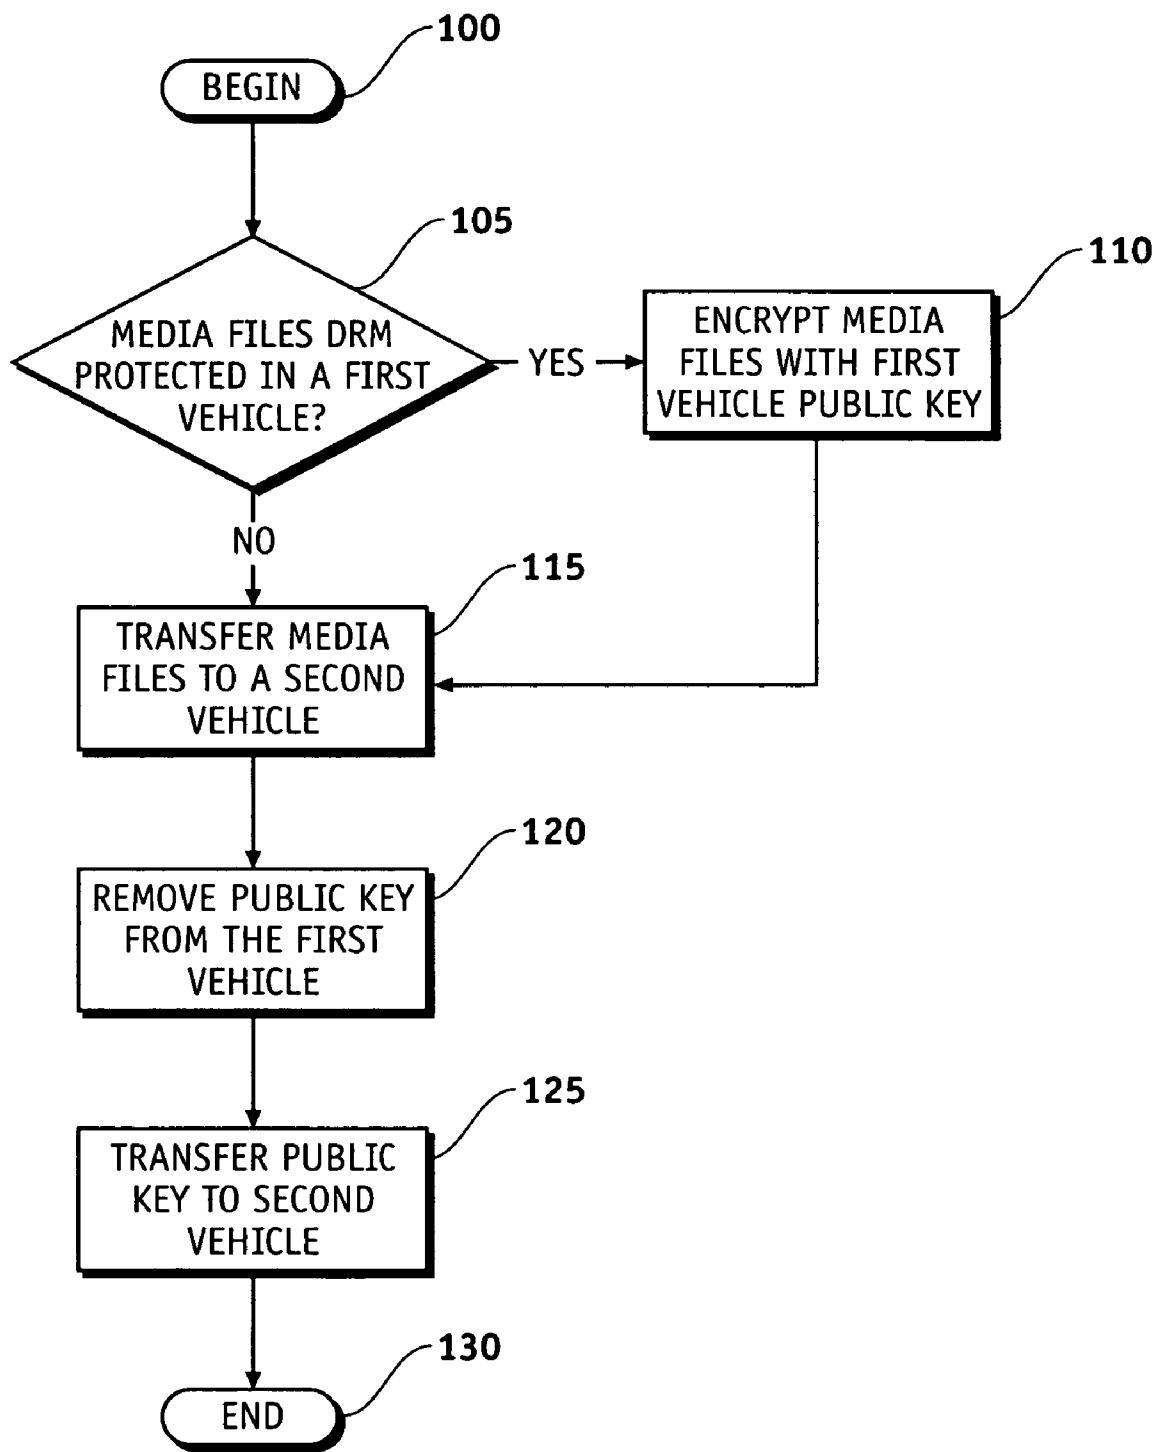 100
BEGIN
105
MEDIA FILES DRM
PROTECTED IN A FIRST
VEHICLE?
YES
110
ENCRYPT MEDIA
FILES WITH FIRST
VEHICLE PUBLIC KEY
NO
115
TRANSFER MEDIA
FILES TO A SECOND
VEHICLE
120
REMOVE PUBLIC KEY
FROM THE FIRST
VEHICLE
125
TRANSFER PUBLIC
KEY TO SECOND
VEHICLE
130
END